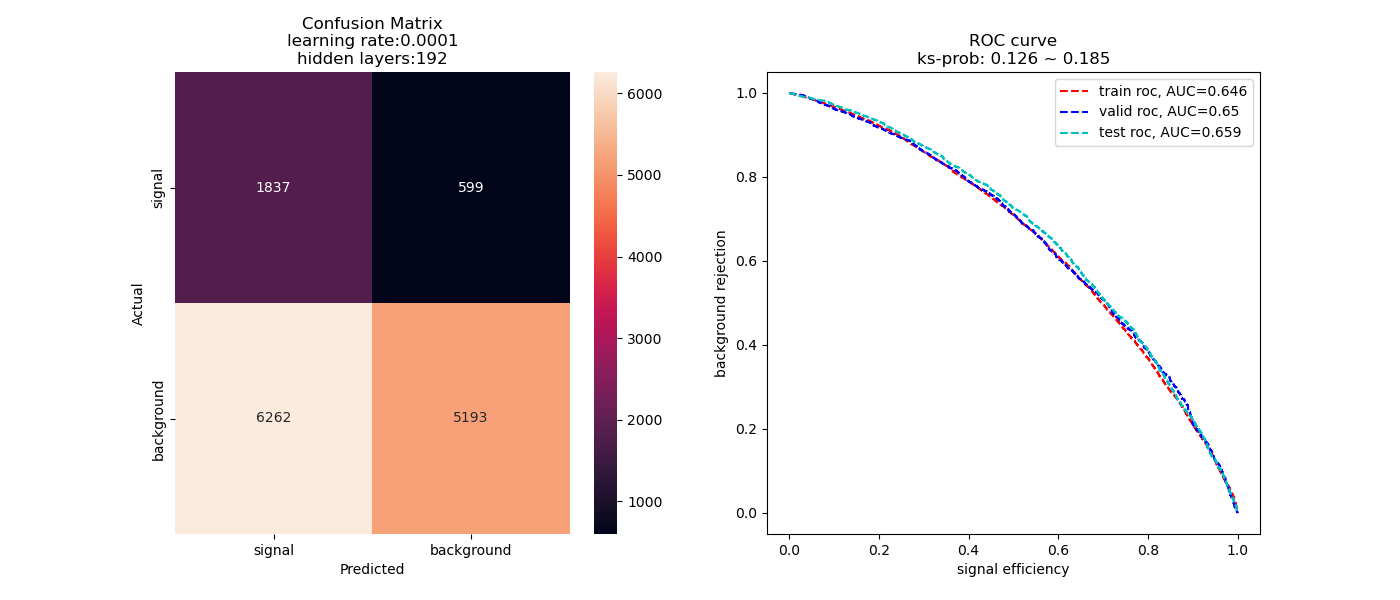 Confusion Matrix
learning rate:0.0001
hidden layers:192
signal
background
Actual
1837
599
6262
5193
signal
background
Predicted
6000
5000
4000
3000
2000
1000
ROC curve
ks-prob: 0.126 ~ 0.185
train roc, AUC=0.646
valid roc, AUC=0.65
test roc, AUC=0.659
background rejection
1.0
0.8
0.6
0.4
0.2
0.0
0.0
0.2
0.4
0.6
0.8
1.0
signal efficiency